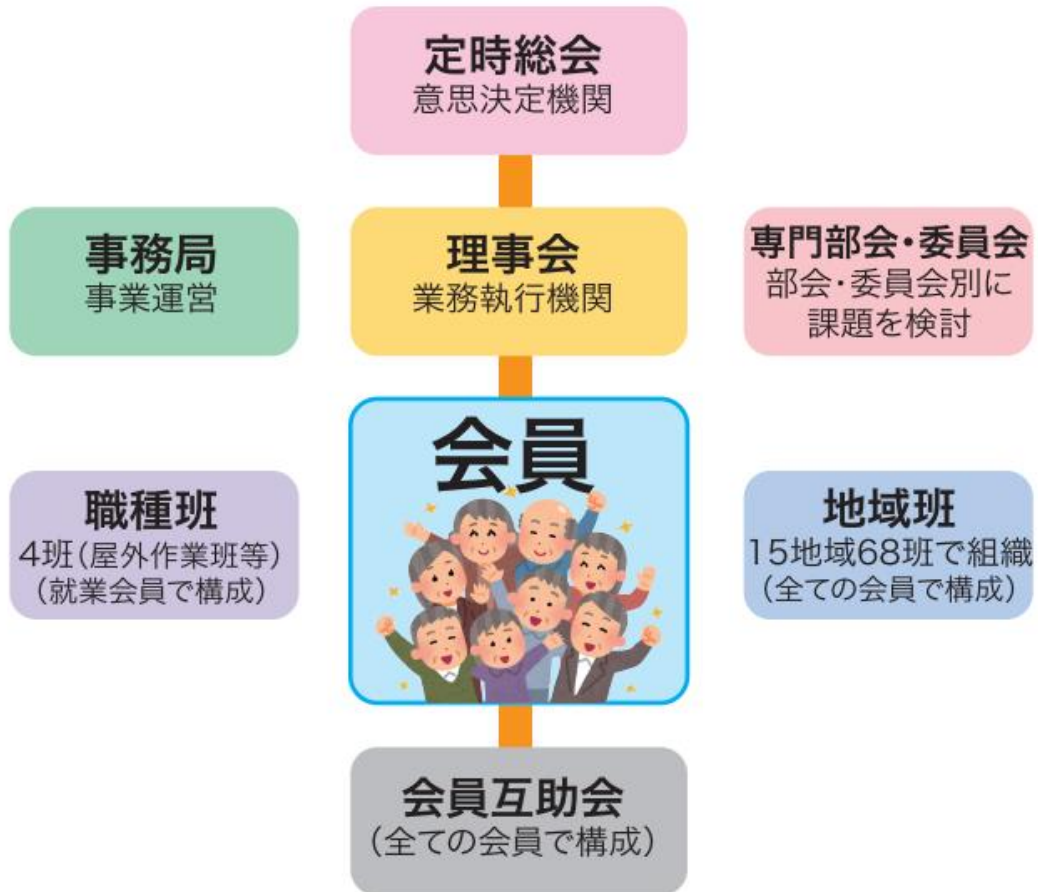 定時総会
意思決定機関
事務局
事業運営
理事会
業務執行機関
専門部会・委員会
部会・委員会別に
課題を検討
会員
職種班
4班(屋外作業班等)
(就業会員で構成)
地域班
15地域68班で組織
(全ての会員で構成)
会員互助会
(全ての会員で構成)